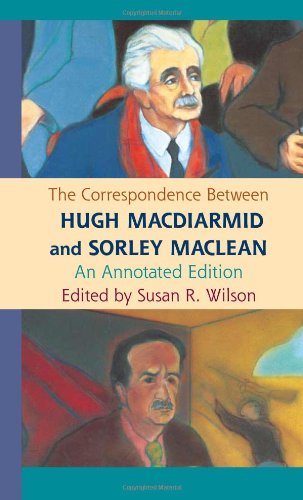 The Correspondence Between
HUGH MACDIARMID
and SORLEY MACLEAN
An Annotated Edition
Edited by Susan R. Wilson